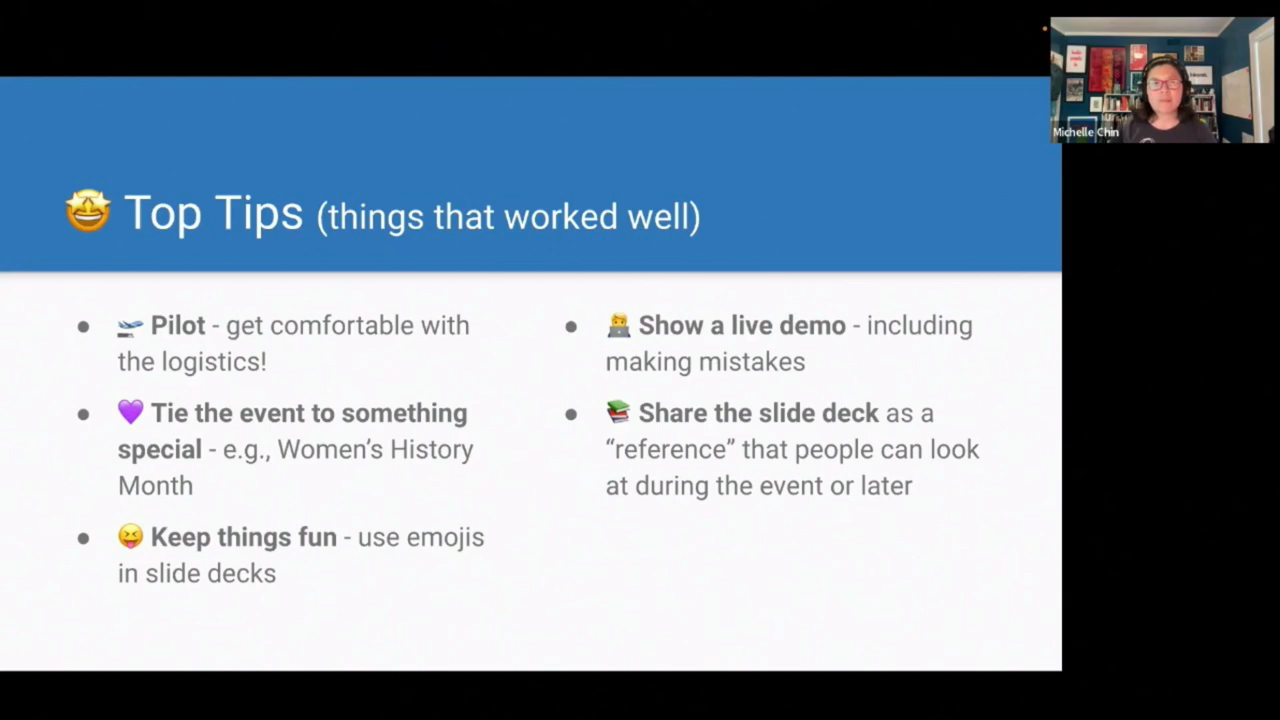 🤩 Top Tips (things that worked well)
● 🛫 Pilot - get comfortable with
the logistics!
● 💜 Tie the event to something
special - e.g., Women’s History
Month
● 😝 Keep things fun - use emojis
in slide decks
● 🧑‍💻 Show a live demo - including
making mistakes
● 📚 Share the slide deck as a
“reference” that people can look
at during the event or later
Michelle Chin